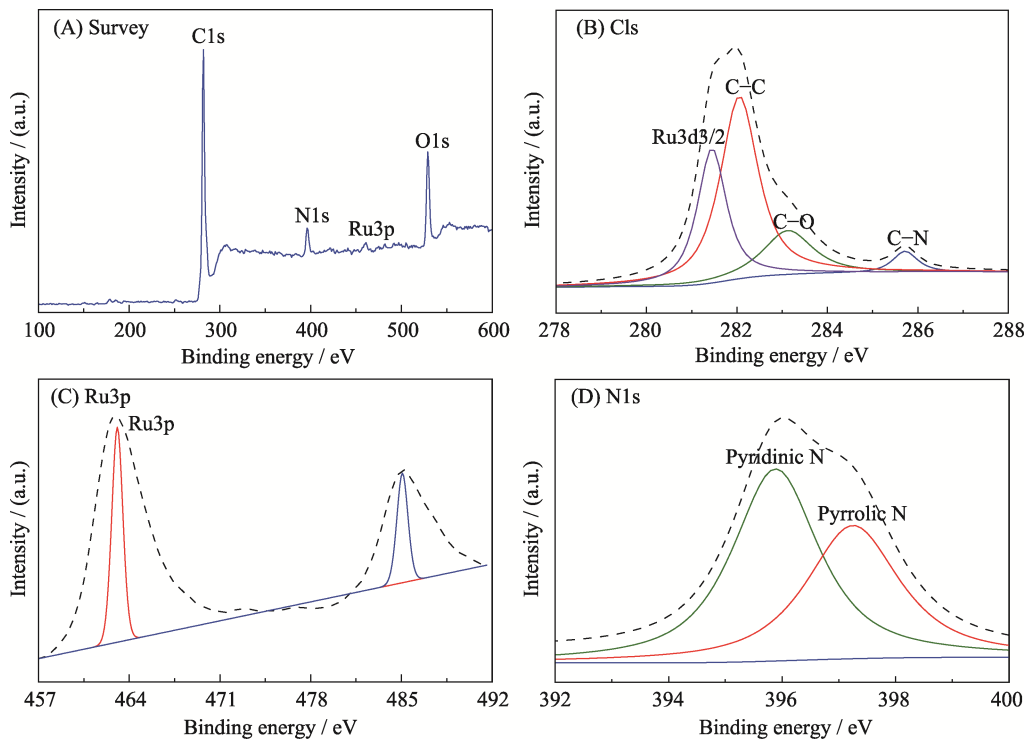 (A) Survey
C1s
O1s
N1s
Ru3p
Intensity / (a.u.)
100 200 300 400 500 600
Binding energy / eV
(B) Cls
C−C
Ru3d3/2
C−O
C−N
Intensity / (a.u.)
278 280 282 284 286 288
Binding energy / eV
(C) Ru3p
Ru3p
Intensity / (a.u.)
457 464 471 478 485 492
Binding energy / eV
(D) N1s
Pyridinic N
Pyrrolic N
Intensity / (a.u.)
392 394 396 398 400
Binding energy / eV